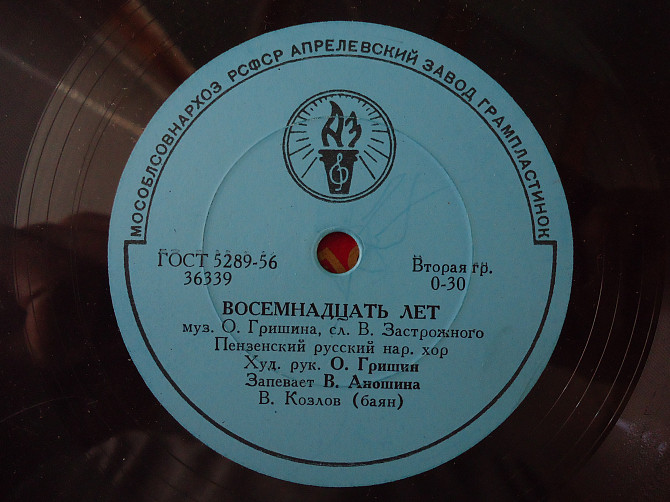 МОСОБЛСОВНАРХОЗ РСФСР АПРЕЛЕВСКИЙ ЗАВОД ГРАМПЛАСТИНОК
АЗ
ГОСТ 5289-56
36339
Вторая гр.
0-30
ВОСЕМНАДЦАТЬ ЛЕТ
муз. О. Гришина, сл. В. Застрожного
Пензенский русский нар. хор
Худ. рук. О. Гришин
Запевает В. Аношина
В. Козлов (баян)